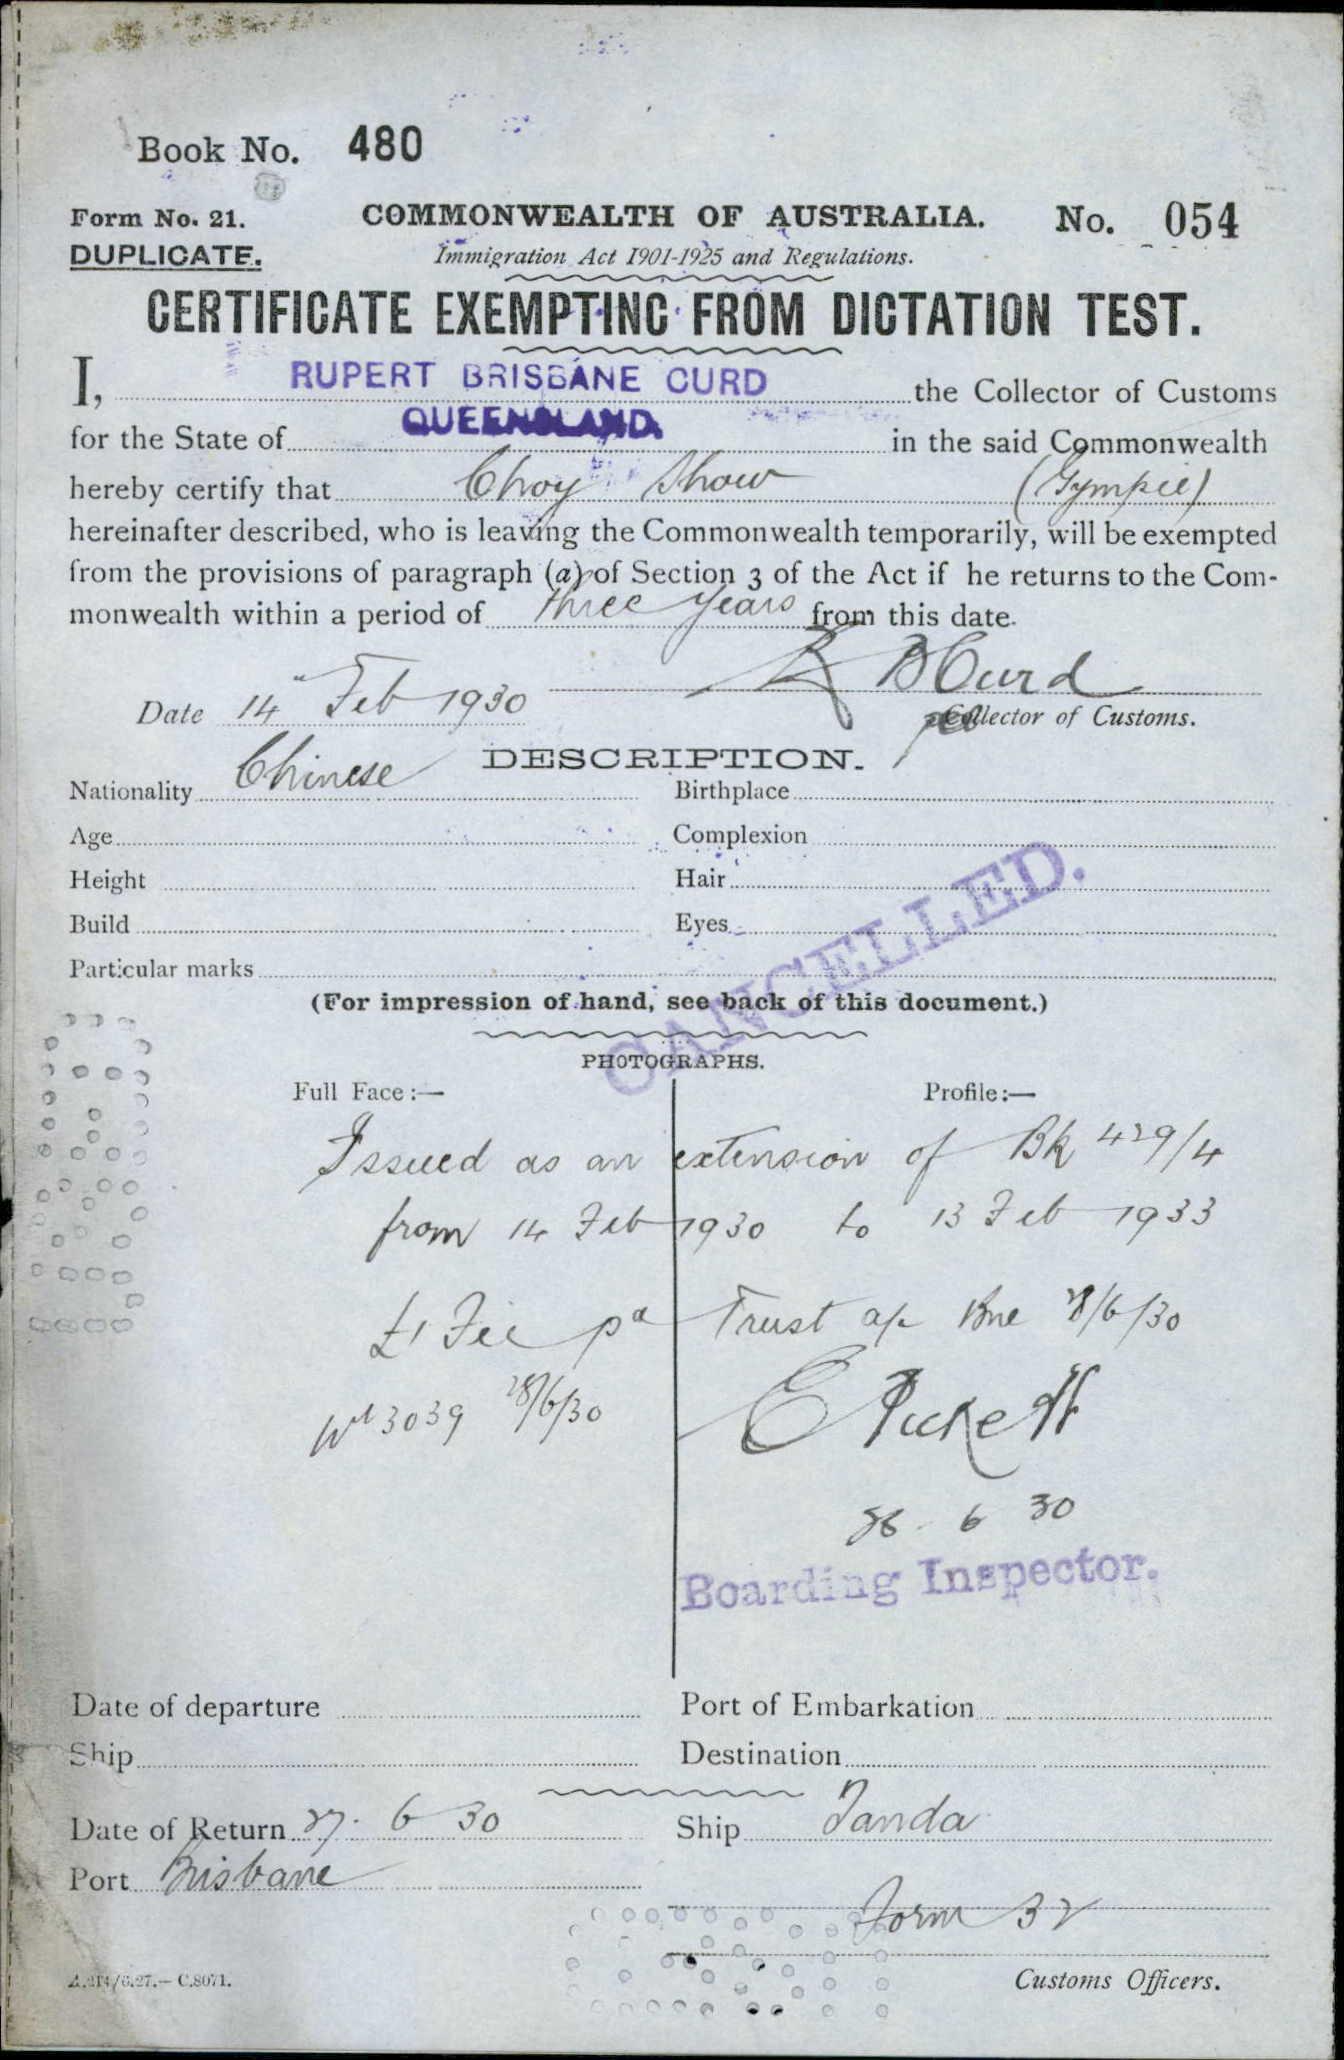 Book No. 480
Form No. 21. COMMONWEALTH OF AUSTRALIA. No. 054
DUPLICATE. Immigration Act 1901-1925 and Regulations.
CERTIFICATE EXEMPTING FROM DICTATION TEST.
I, RUPERT BRISBANE CURD the Collector of Customs
for the State of QUEENSLAND. in the said Commonwealth
hereby certify that Choy Show (Gympie)
hereinafter described, who is leaving the Commonwealth temporarily, will be exempted
from the provisions of paragraph (a) of Section 3 of the Act if he returns to the Com-
monwealth within a period of three years from this date.
R B Curd
Date 14 Feb 1930 Collector of Customs.
DESCRIPTION.
Nationality Chinese Birthplace
Age Complexion
Height Hair
Build Eyes
Particular marks
CANCELLED.
(For impression of hand, see back of this document.)
PHOTOGRAPHS.
Full Face :— Profile :—
Issued as an extension of Bk 429/4
from 14 Feb 1930 to 13 Feb 1933
£1 Fee pd Trust a/c Bne 28/6/30
3039 28/6/30
E Pickett
28 6 30
Boarding Inspector.
Date of departure Port of Embarkation
Ship Destination
Date of Return 27. 6 30 Ship Tanda
Port Brisbane
Form 32
A.214/6.27.— C.8071. Customs Officers.